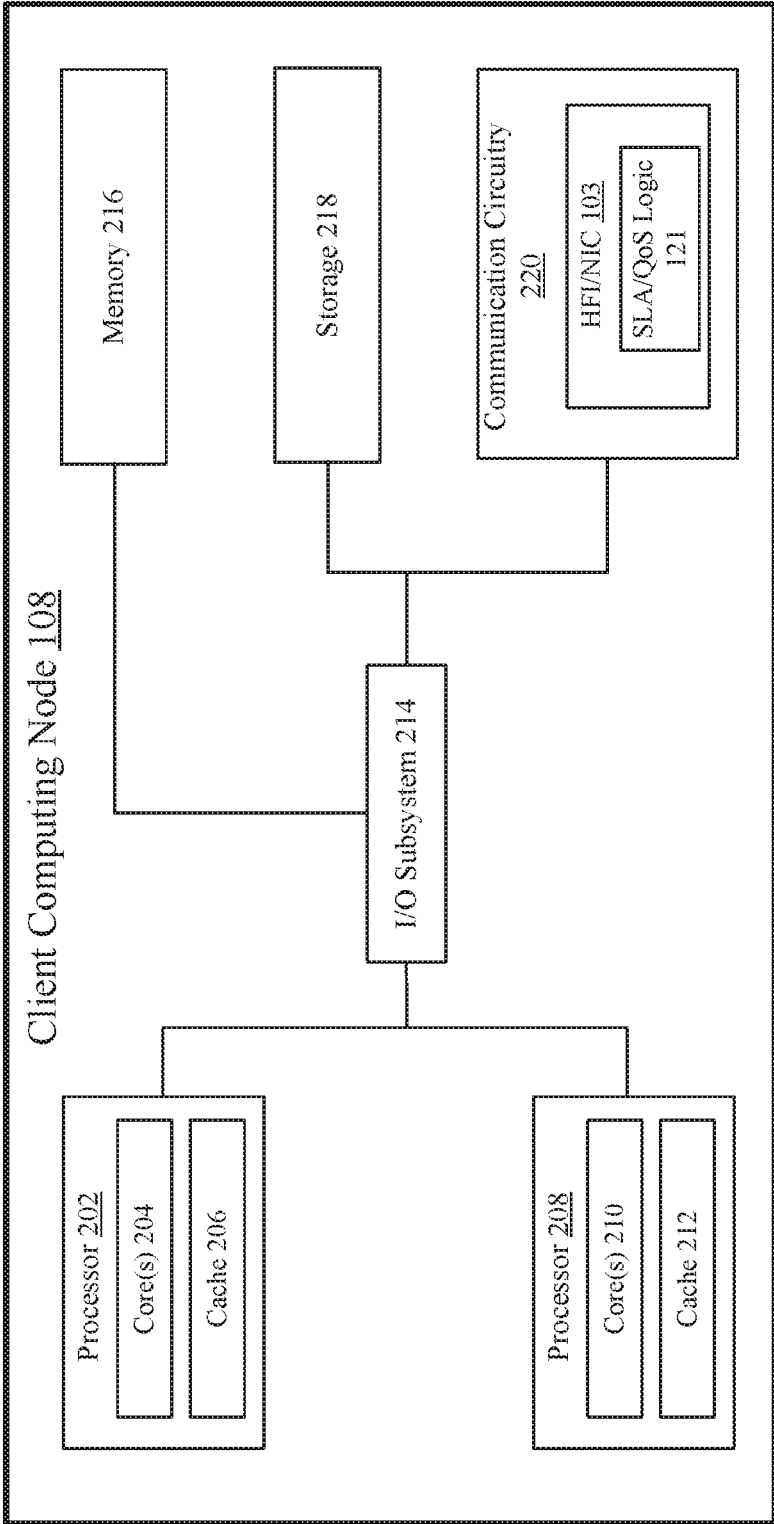 Client Computing Node 108
Processor 202
Core(s) 204
Cache 206
Processor 208
Core(s) 210
Cache 212
I/O Subsystem 214
Memory 216
Storage 218
Communication Circuitry
220
HFI/NIC 103
SLA/QoS Logic
121